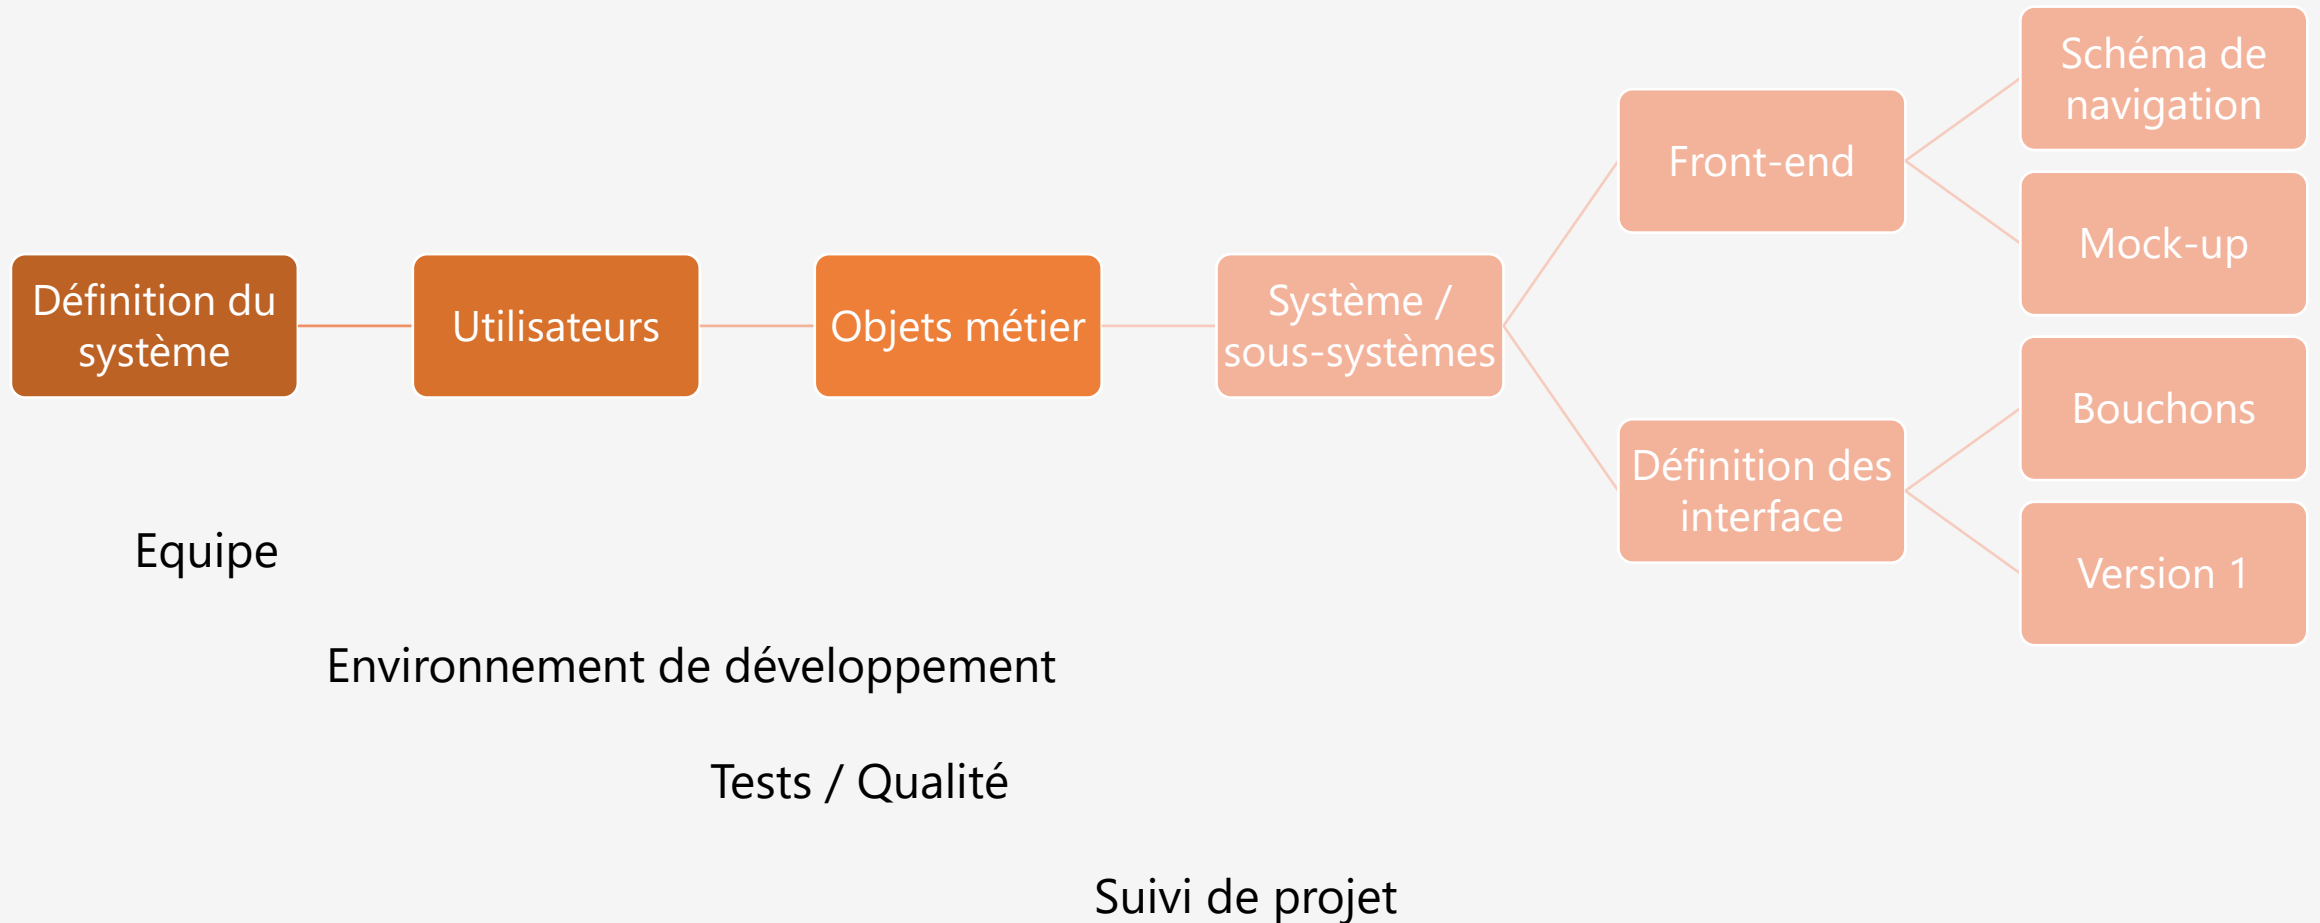 Définition du
système
Utilisateurs
Objets métier
Système /
sous-systèmes
Front-end
Schéma de
navigation
Mock-up
Définition des
interface
Bouchons
Version 1
Equipe
Environnement de développement
Tests / Qualité
Suivi de projet